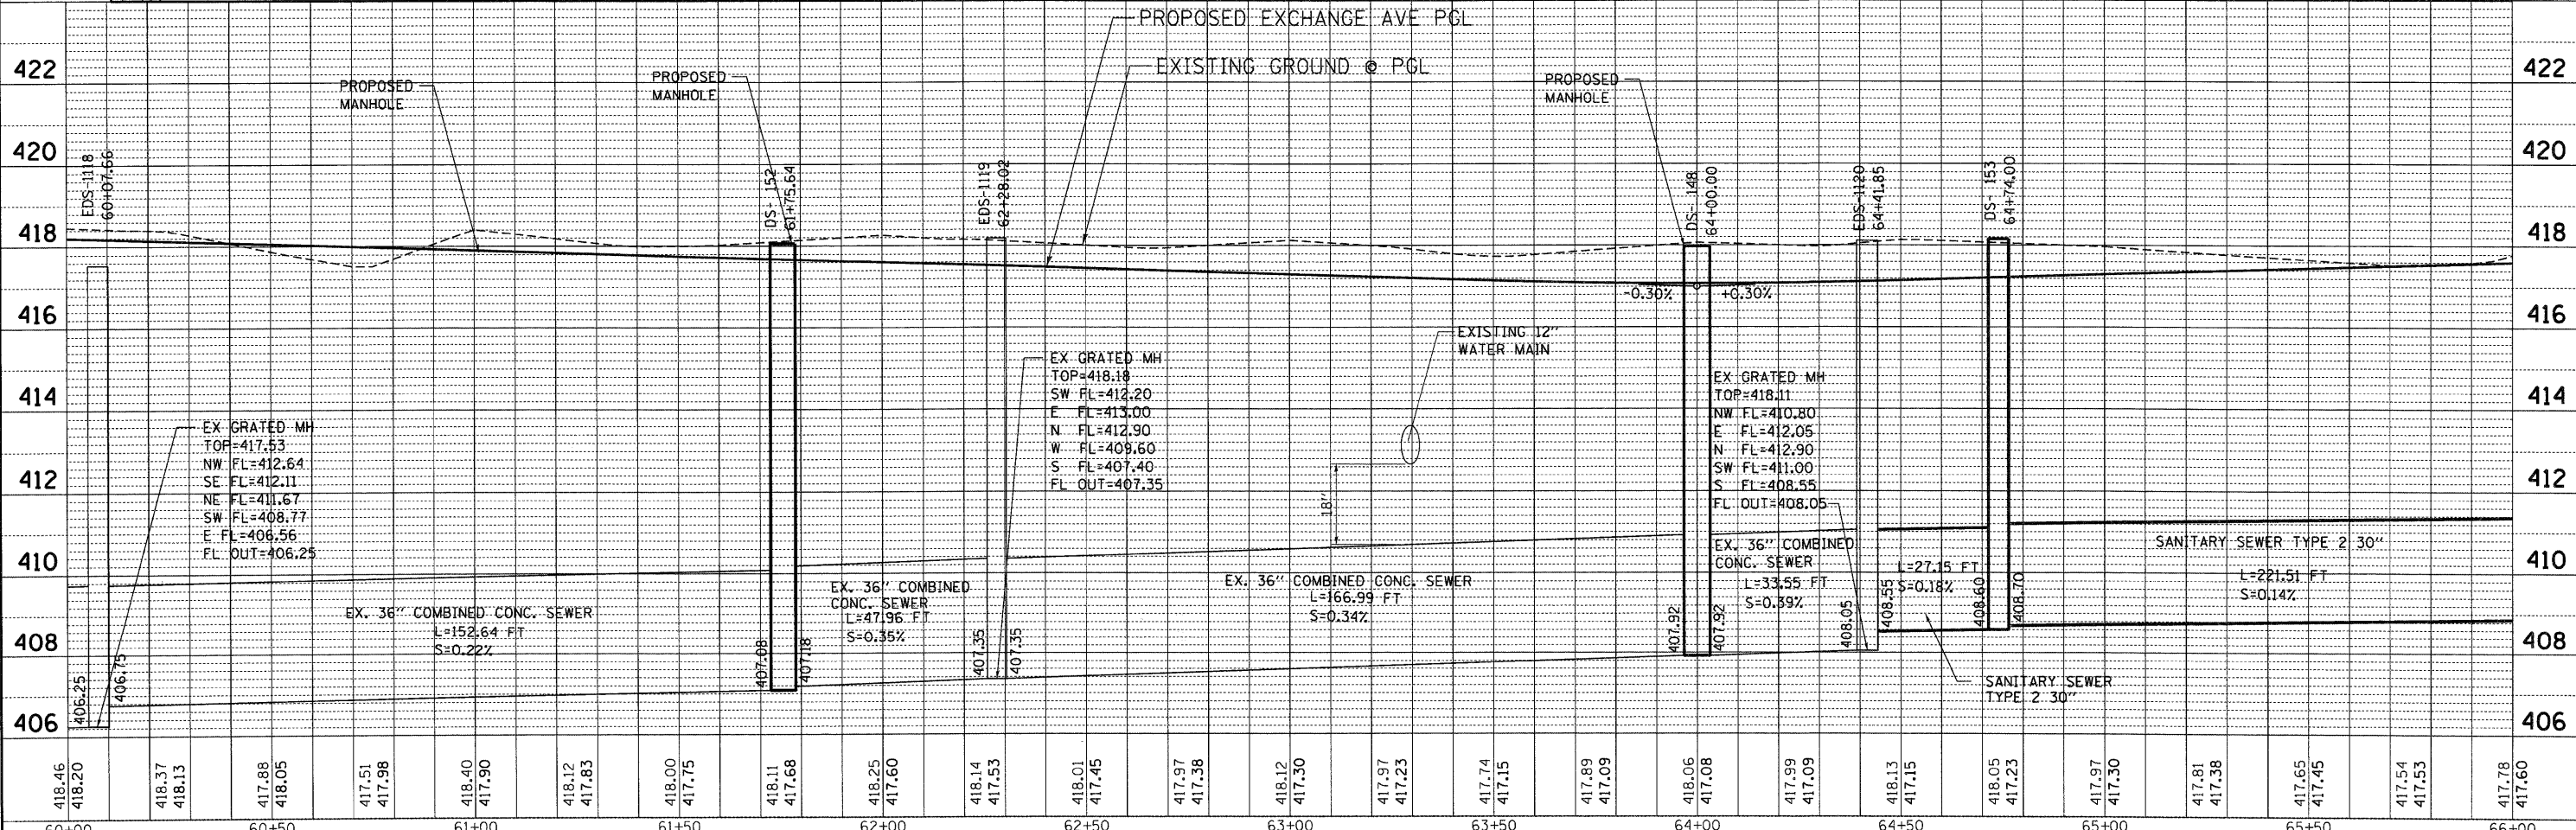 PROPOSED EXCHANGE AVE PGL
EXISTING GROUND @ PGL
422
422
420
420
418
418
416
416
414
414
412
412
410
410
408
408
406
406
PROPOSED
MANHOLE
PROPOSED
MANHOLE
PROPOSED
MANHOLE
EDS-1118
60+07.66
DS- 152
61+75.64
EDS-1119
62+28.02
DS-148
64+00.00
EDS-1120
64+41.85
DS- 153
64+74.00
-0.30%
+0.30%
EX GRATED MH
TOP=417.53
NW FL=412.64
SE FL=412.11
NE FL=411.67
SW FL=408.77
E FL=406.56
FL OUT=406.25
EX GRATED MH
TOP=418.18
SW FL=412.20
E FL=413.00
N FL=412.90
W FL=409.60
S FL=407.40
FL OUT=407.35
EXISTING 12"
WATER MAIN
18"
EX GRATED MH
TOP=418.11
NW FL=410.80
E FL=412.05
N FL=412.90
SW FL=411.00
S FL=408.55
FL OUT=408.05
EX. 36" COMBINED CONC. SEWER
L=152.64 FT
S=0.22%
EX. 36" COMBINED
CONC. SEWER
L=47.96 FT
S=0.35%
EX. 36" COMBINED CONC. SEWER
L=166.99 FT
S=0.34%
EX. 36" COMBINED
CONC. SEWER
L=33.55 FT
S=0.39%
L=27.15 FT
S=0.18%
SANITARY SEWER TYPE 2 30"
L=221.51 FT
S=0.14%
SANITARY SEWER
TYPE 2 30"
406.25
406.75
407.08
407.18
407.35
407.35
407.92
407.92
408.05
408.55
408.60
408.70
418.46
418.20
418.37
418.13
417.88
418.05
417.51
417.98
418.40
417.90
418.12
417.83
418.00
417.75
418.11
417.68
418.25
417.60
418.14
417.53
418.01
417.45
417.97
417.38
418.12
417.30
417.97
417.23
417.74
417.15
417.89
417.09
418.06
417.08
417.99
417.09
418.13
417.15
418.05
417.23
417.97
417.30
417.81
417.38
417.65
417.45
417.54
417.53
417.78
417.60
60+00
60+50
61+00
61+50
62+00
62+50
63+00
63+50
64+00
64+50
65+00
65+50
66+00